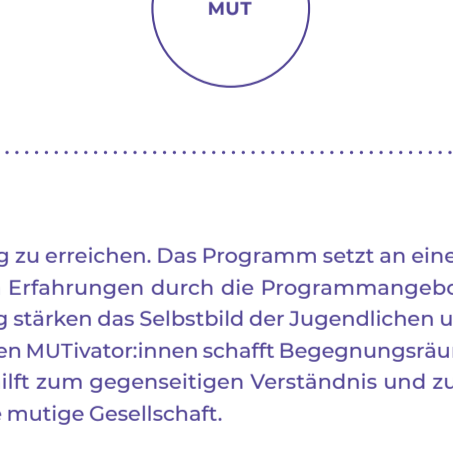 MUT
zu erreichen. Das Programm setzt an eine
Erfahrungen durch die Programmangebo
stärken das Selbstbild der Jugendlichen u
en MUTivator:innen schafft Begegnungsräu
ilft zum gegenseitigen Verständnis und zu
mutige Gesellschaft.